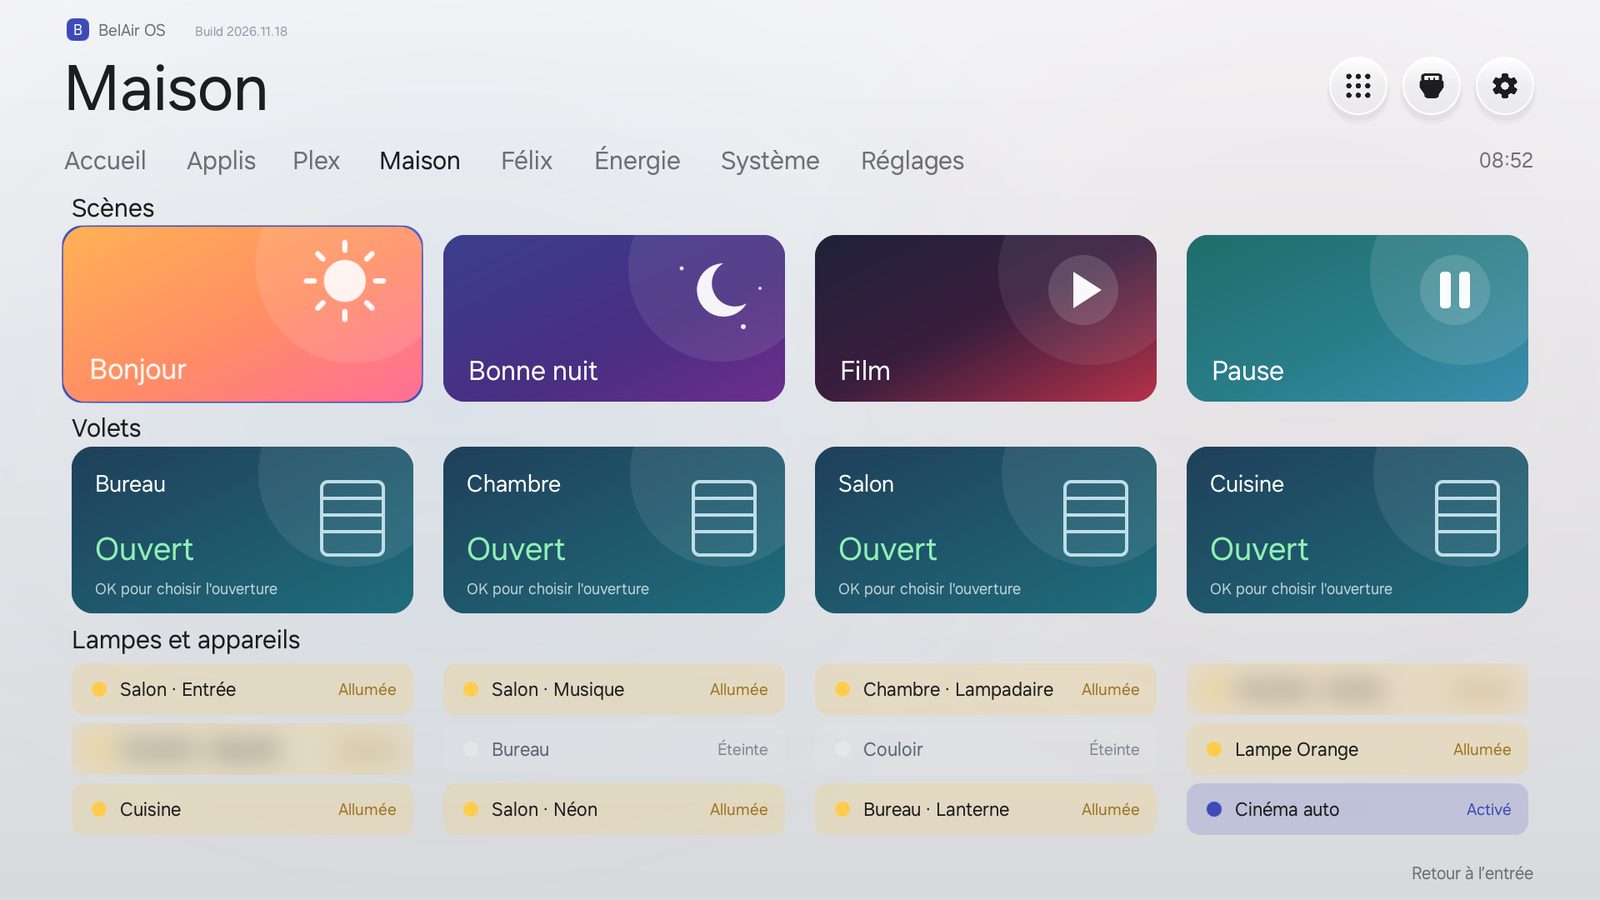 B BelAir OS Build 2026.11.18
Maison
Accueil Applis Plex Maison Félix Énergie Système Réglages 08:52
Scènes
Bonjour Bonne nuit Film Pause
Volets
Bureau Chambre Salon Cuisine
Ouvert Ouvert Ouvert Ouvert
OK pour choisir l'ouverture OK pour choisir l'ouverture OK pour choisir l'ouverture OK pour choisir l'ouverture
Lampes et appareils
Salon · Entrée Allumée Salon · Musique Allumée Chambre · Lampadaire Allumée
Bureau Éteinte Couloir Éteinte Lampe Orange Allumée
Cuisine Allumée Salon · Néon Allumée Bureau · Lanterne Allumée Cinéma auto Activé
Retour à l'entrée